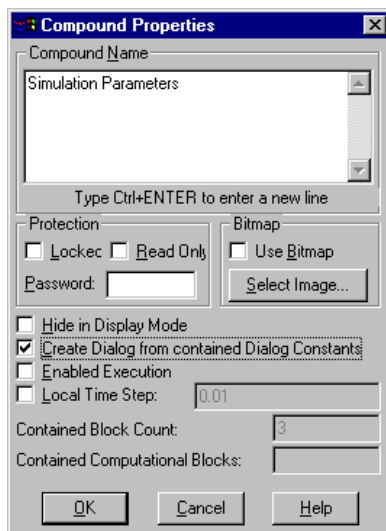 Compound Properties
Compound Name
Simulation Parameters
Type Ctrl+ENTER to enter a new line
Protection
Lockec Read Only
Password:
Bitmap
Use Bitmap
Select Image...
Hide in Display Mode
Create Dialog from contained Dialog Constants
Enabled Execution
Local Time Step: 0.01
Contained Block Count: 3
Contained Computational Blocks:
OK Cancel Help